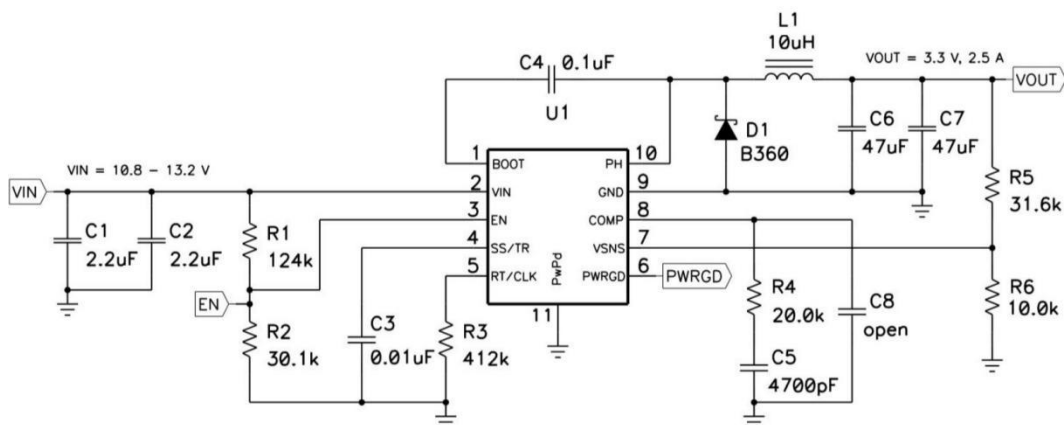 L1
10uH
VOUT = 3.3 V, 2.5 A
VOUT
C4 0.1uF
U1
D1
B360
C6
47uF
C7
47uF
R5
31.6k
VIN = 10.8 – 13.2 V
VIN
1 BOOT
2 VIN
3 EN
4 SS/TR
5 RT/CLK
PH 10
GND 9
COMP 8
VSNS 7
PWRGD 6
PwPd
11
PWRGD
C1
2.2uF
C2
2.2uF
R1
124k
EN
R2
30.1k
C3
0.01uF
R3
412k
R4
20.0k
C5
4700pF
C8
open
R6
10.0k